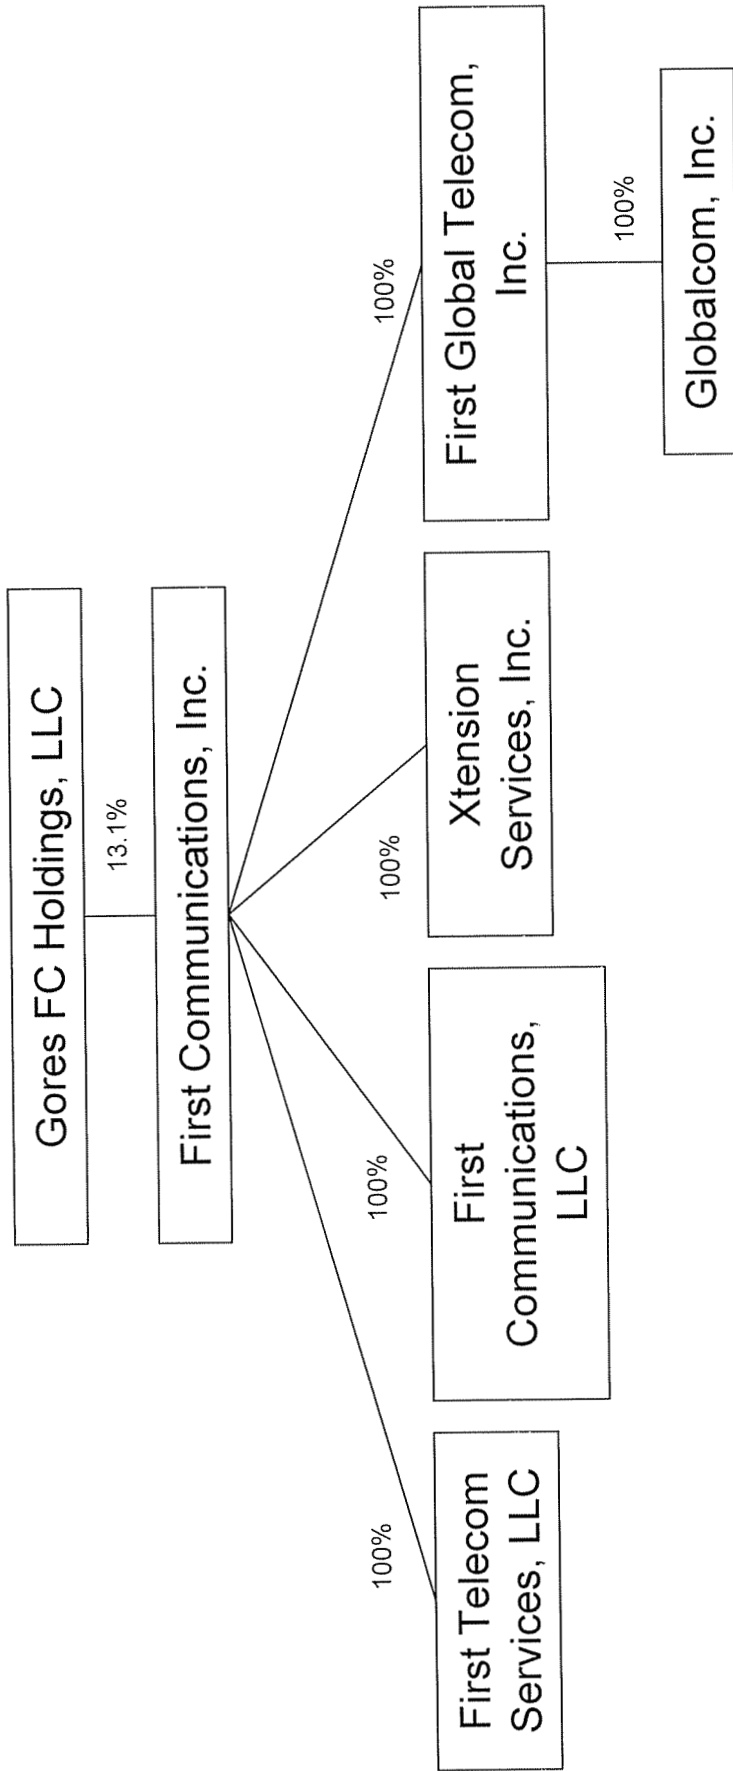 Gores FC Holdings, LLC
13.1%
First Communications, Inc.
100%
100%
100%
100%
First Telecom
Services, LLC
First
Communications,
LLC
Xtension
Services, Inc.
First Global Telecom,
Inc.
100%
Globalcom, Inc.